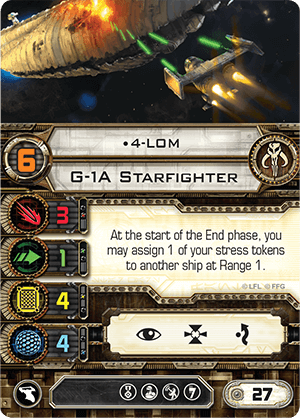 •4-LOM
6
G-1A STARFIGHTER
3
1
4
4
At the start of the End phase, you
may assign 1 of your stress tokens
to another ship at Range 1.
©LFL ©FFG
27